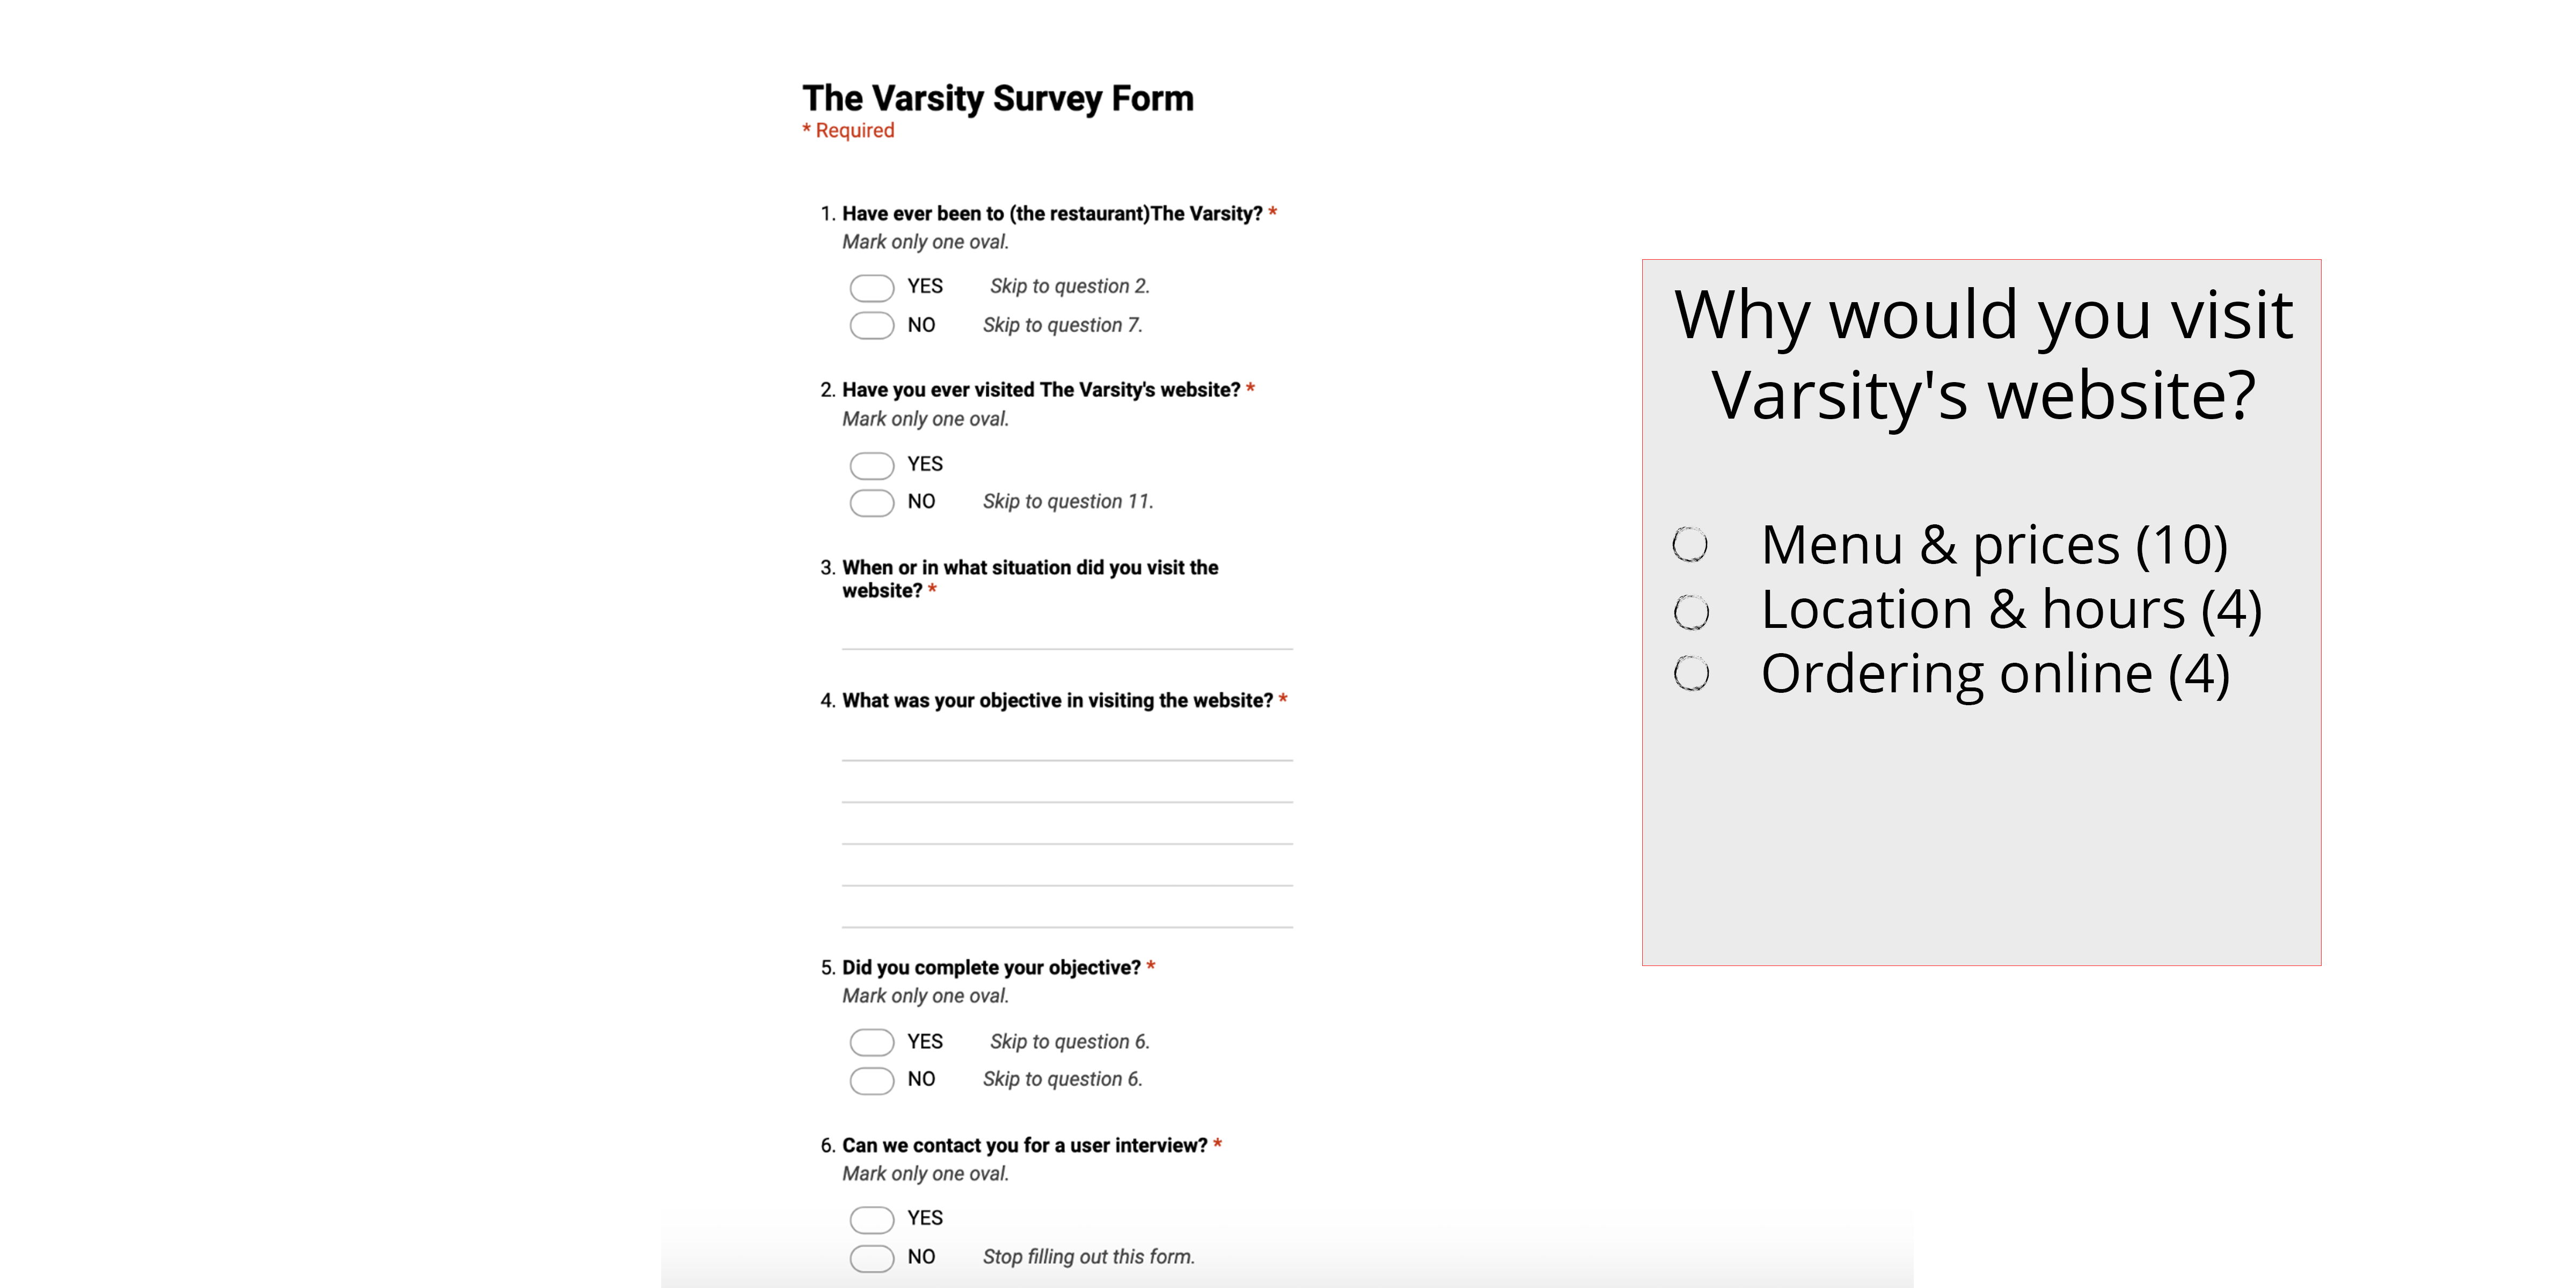 The Varsity Survey Form
* Required
1. Have ever been to (the restaurant)The Varsity? *
Mark only one oval.
YES Skip to question 2.
NO Skip to question 7.
2. Have you ever visited The Varsity's website? *
Mark only one oval.
YES
NO Skip to question 11.
3. When or in what situation did you visit the
website? *
4. What was your objective in visiting the website? *
5. Did you complete your objective? *
Mark only one oval.
YES Skip to question 6.
NO Skip to question 6.
6. Can we contact you for a user interview? *
Mark only one oval.
YES
NO Stop filling out this form.
Why would you visit
Varsity's website?
Menu & prices (10)
Location & hours (4)
Ordering online (4)